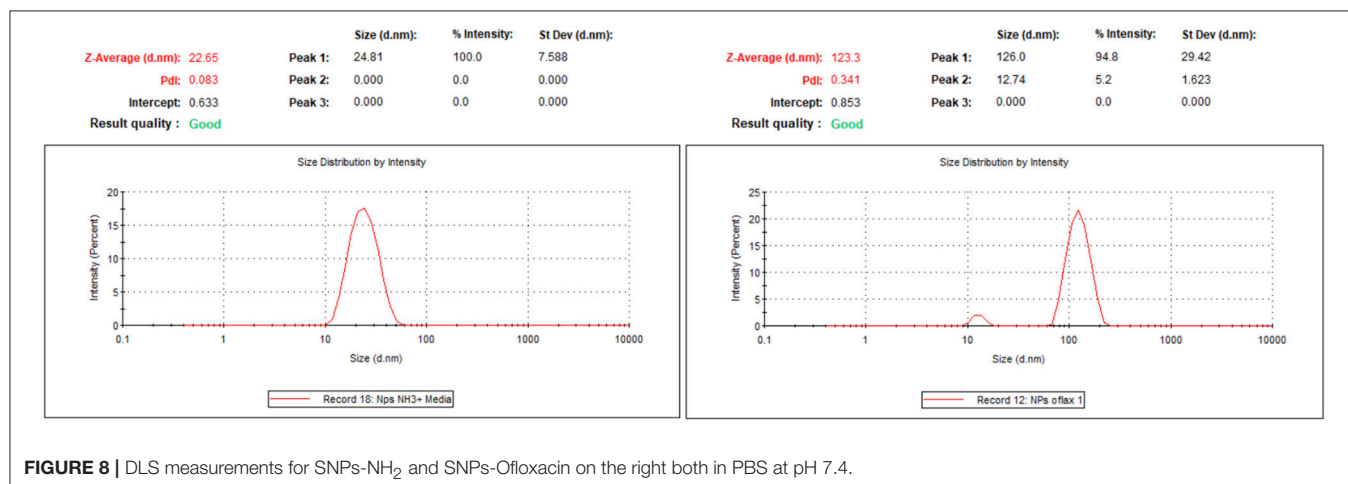 Size (d.nm): % Intensity: St Dev (d.nm):
Z-Average (d.nm): 22.65 Peak 1: 24.81 100.0 7.588
PdI: 0.083 Peak 2: 0.000 0.0 0.000
Intercept: 0.633 Peak 3: 0.000 0.0 0.000
Result quality : Good
Size Distribution by Intensity
Intensity (Percent)
20
15
10
5
0
0.1 1 10 100 1000 10000
Size (d.nm)
Record 18: Nps NH3+ Media
Size (d.nm): % Intensity: St Dev (d.nm):
Z-Average (d.nm): 123.3 Peak 1: 126.0 94.8 29.42
PdI: 0.341 Peak 2: 12.74 5.2 1.623
Intercept: 0.853 Peak 3: 0.000 0.0 0.000
Result quality : Good
Size Distribution by Intensity
Intensity (Percent)
25
20
15
10
5
0
0.1 1 10 100 1000 10000
Size (d.nm)
Record 12: NPs oflax 1
FIGURE 8 | DLS measurements for SNPs-NH2 and SNPs-Ofloxacin on the right both in PBS at pH 7.4.